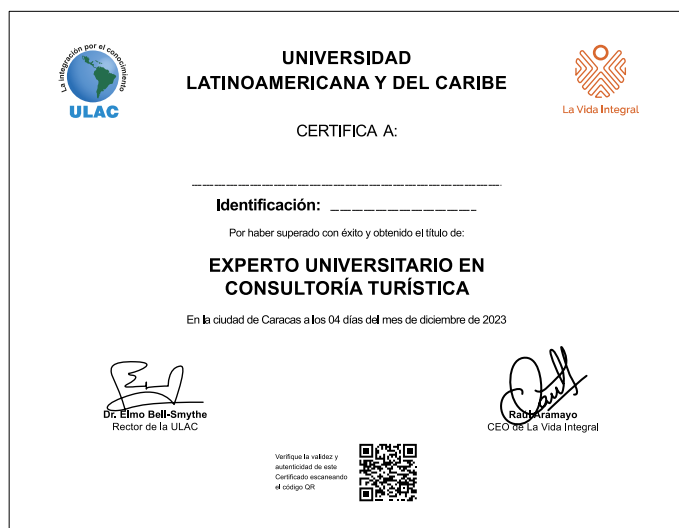 La integración por el conocimiento
ULAC
UNIVERSIDAD
LATINOAMERICANA Y DEL CARIBE
La Vida Integral
CERTIFICA A:
Identificación:
Por haber superado con éxito y obtenido el título de:
EXPERTO UNIVERSITARIO EN
CONSULTORÍA TURÍSTICA
En la ciudad de Caracas a los 04 días del mes de diciembre de 2023
Dr. Elmo Bell-Smythe
Rector de la ULAC
Raúl Aramayo
CEO de La Vida Integral
Verifique la validez y
autenticidad de este
Certificado escaneando
el código QR